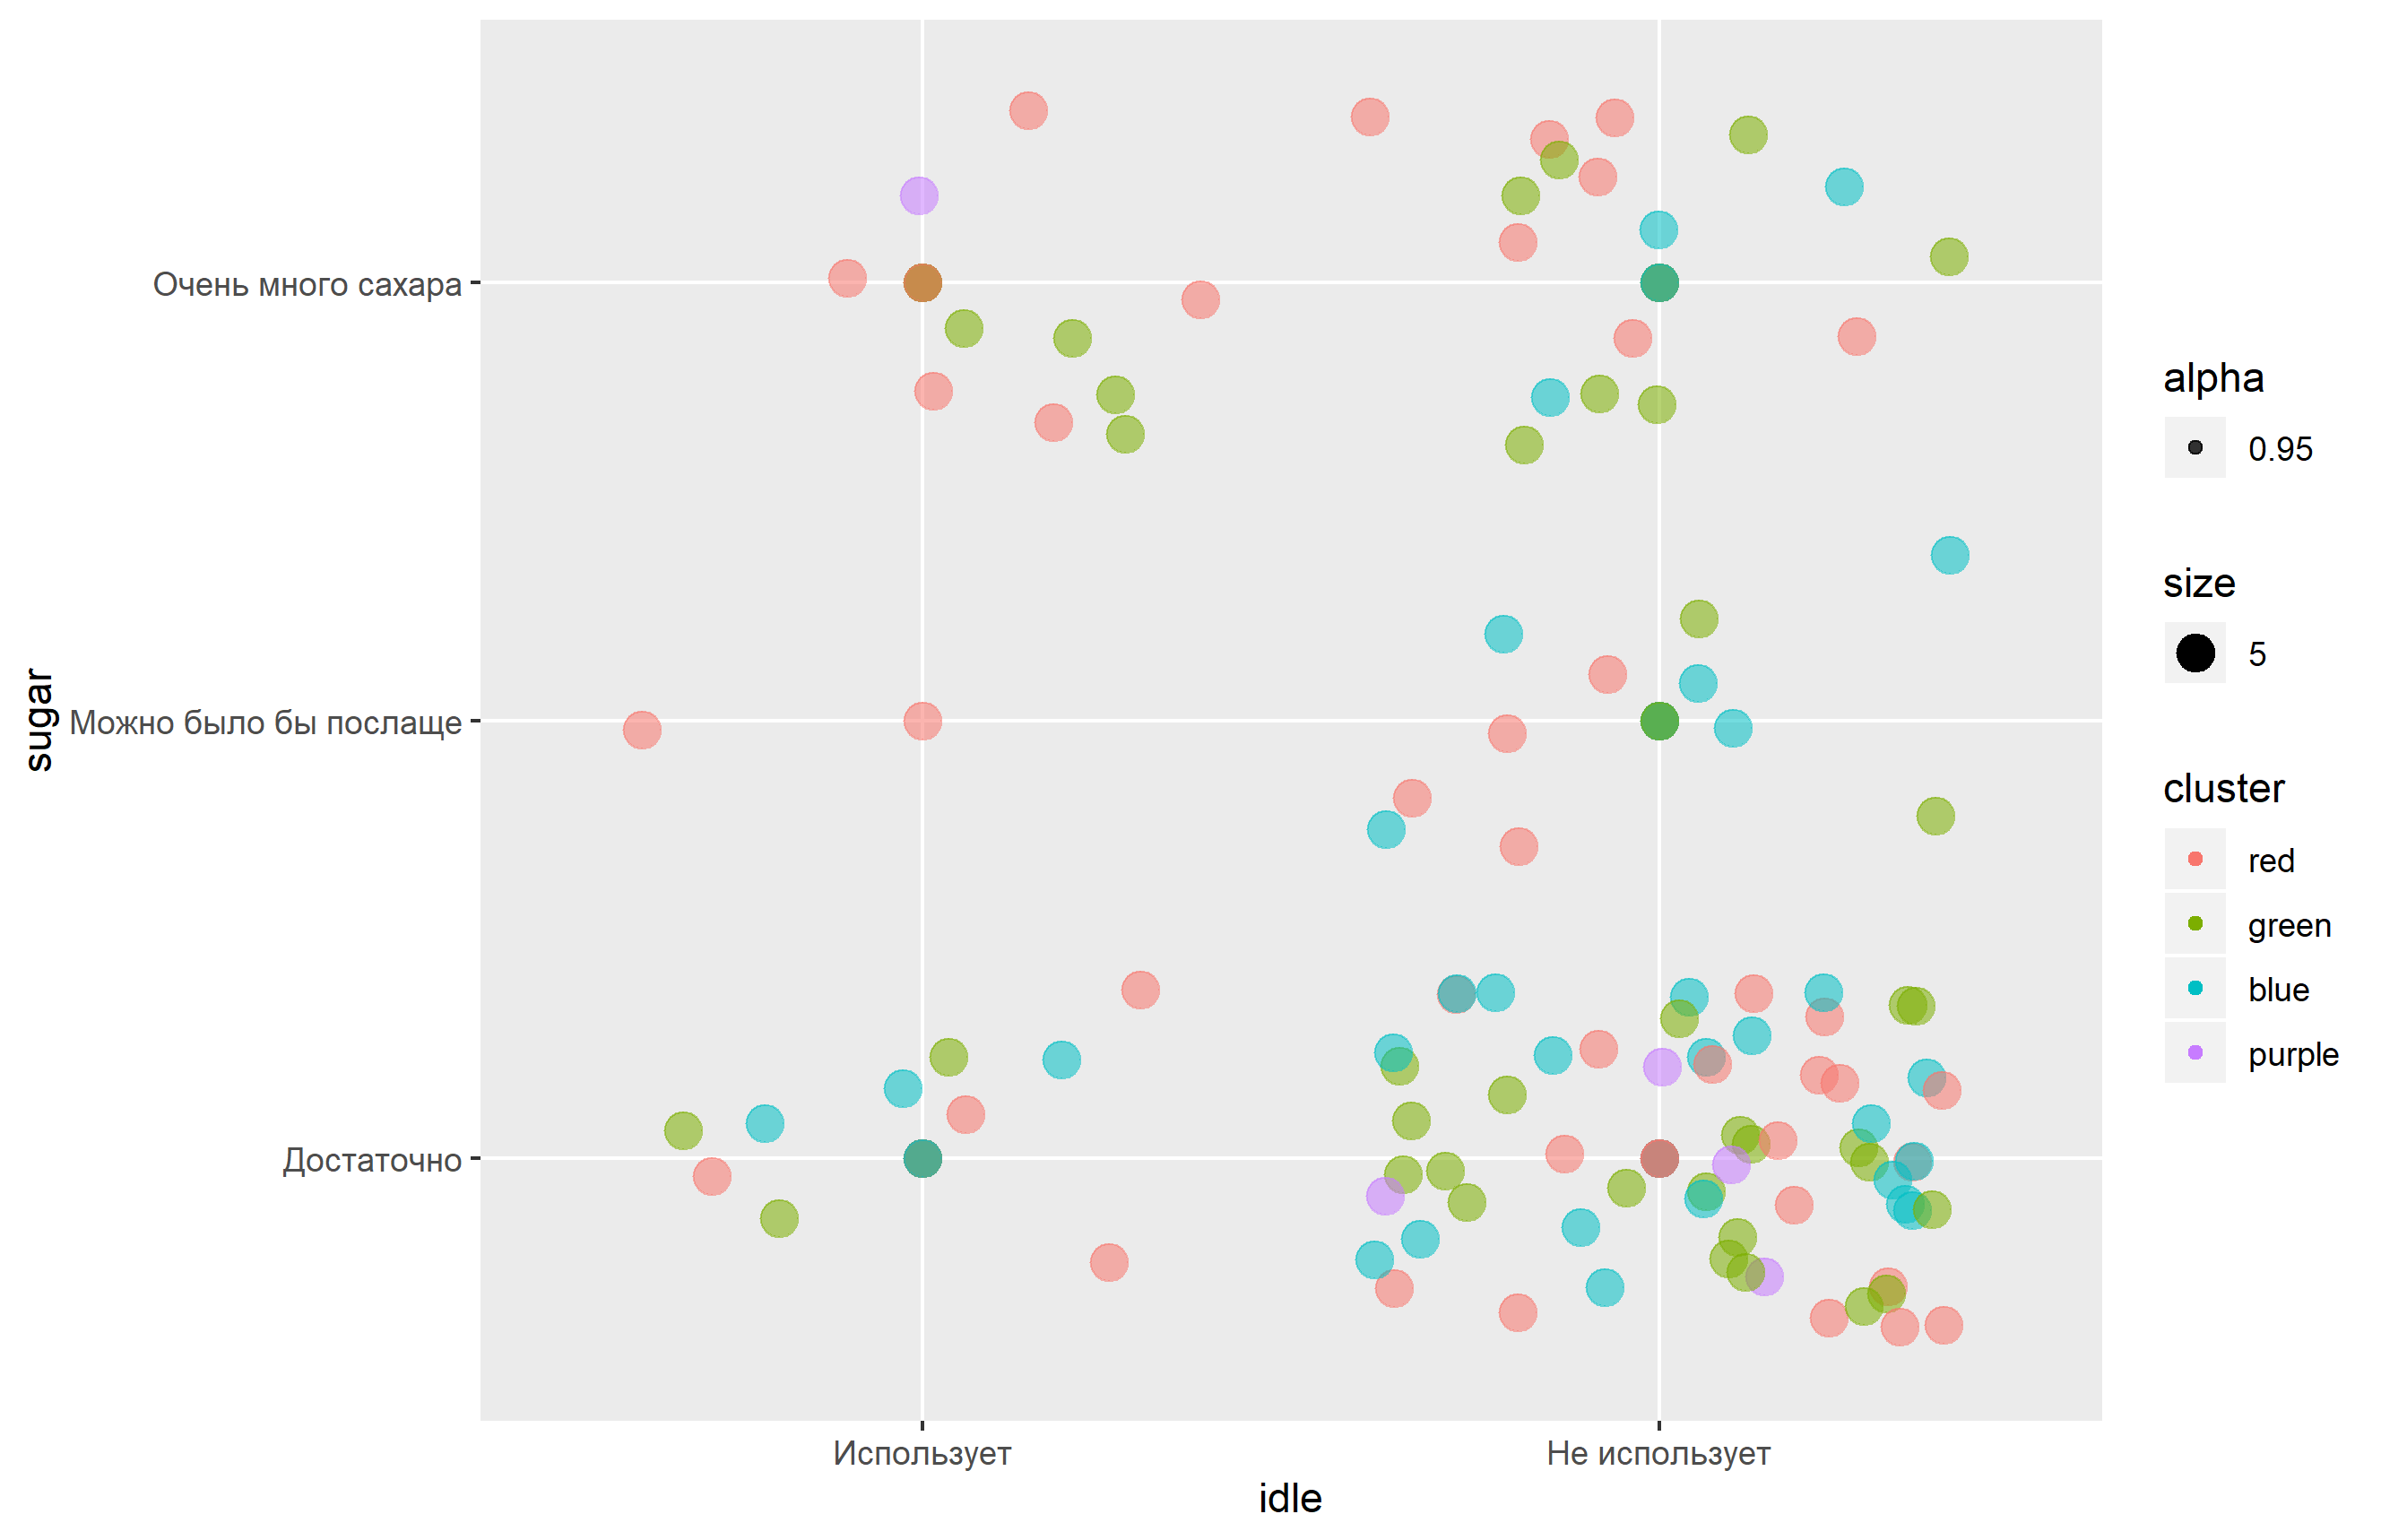 Очень много сахара
Можно было бы послаще
Достаточно
sugar
Использует
Не использует
idle
alpha
0.95
size
5
cluster
red
green
blue
purple